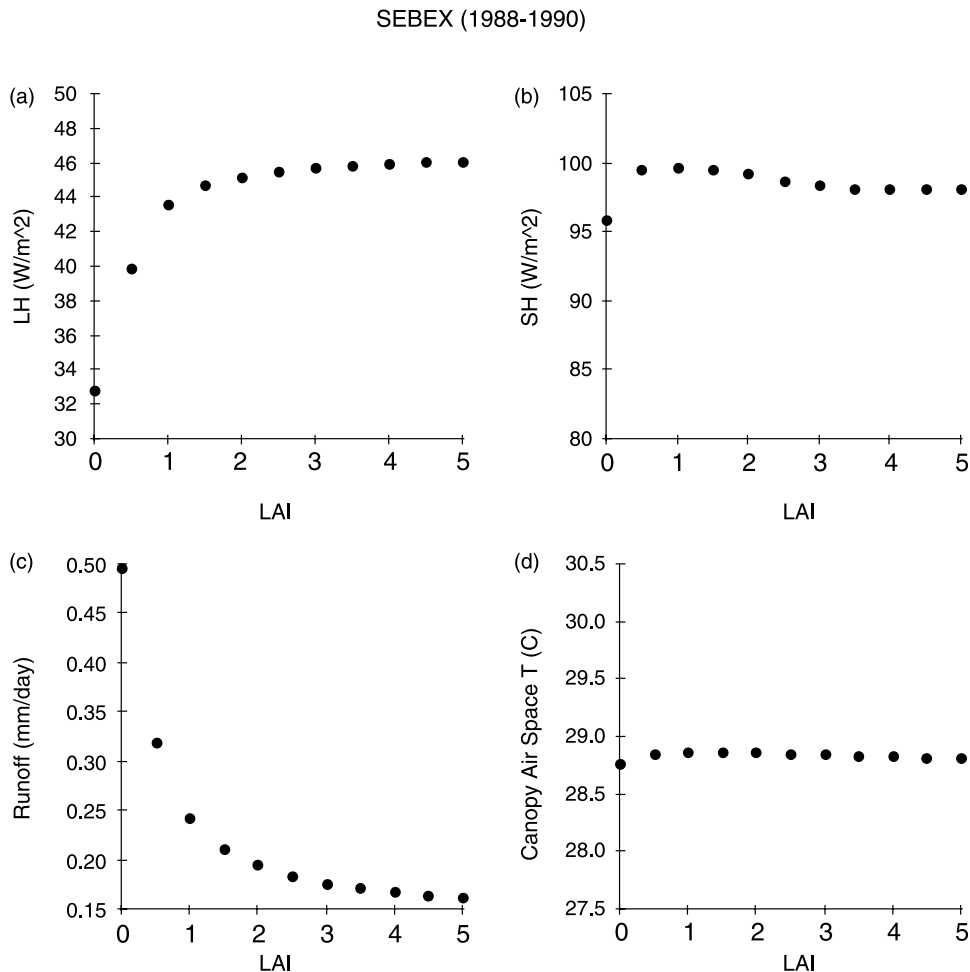 SEBEX (1988-1990)
(a)
50
48
46
44
42
40
38
36
34
32
30
LH (W/m^2)
0 1 2 3 4 5
LAI
(b)
105
100
95
90
85
80
SH (W/m^2)
0 1 2 3 4 5
LAI
(c)
0.50
0.45
0.40
0.35
0.30
0.25
0.20
0.15
Runoff (mm/day)
0 1 2 3 4 5
LAI
(d)
30.5
30.0
29.5
29.0
28.5
28.0
27.5
Canopy Air Space T (C)
0 1 2 3 4 5
LAI